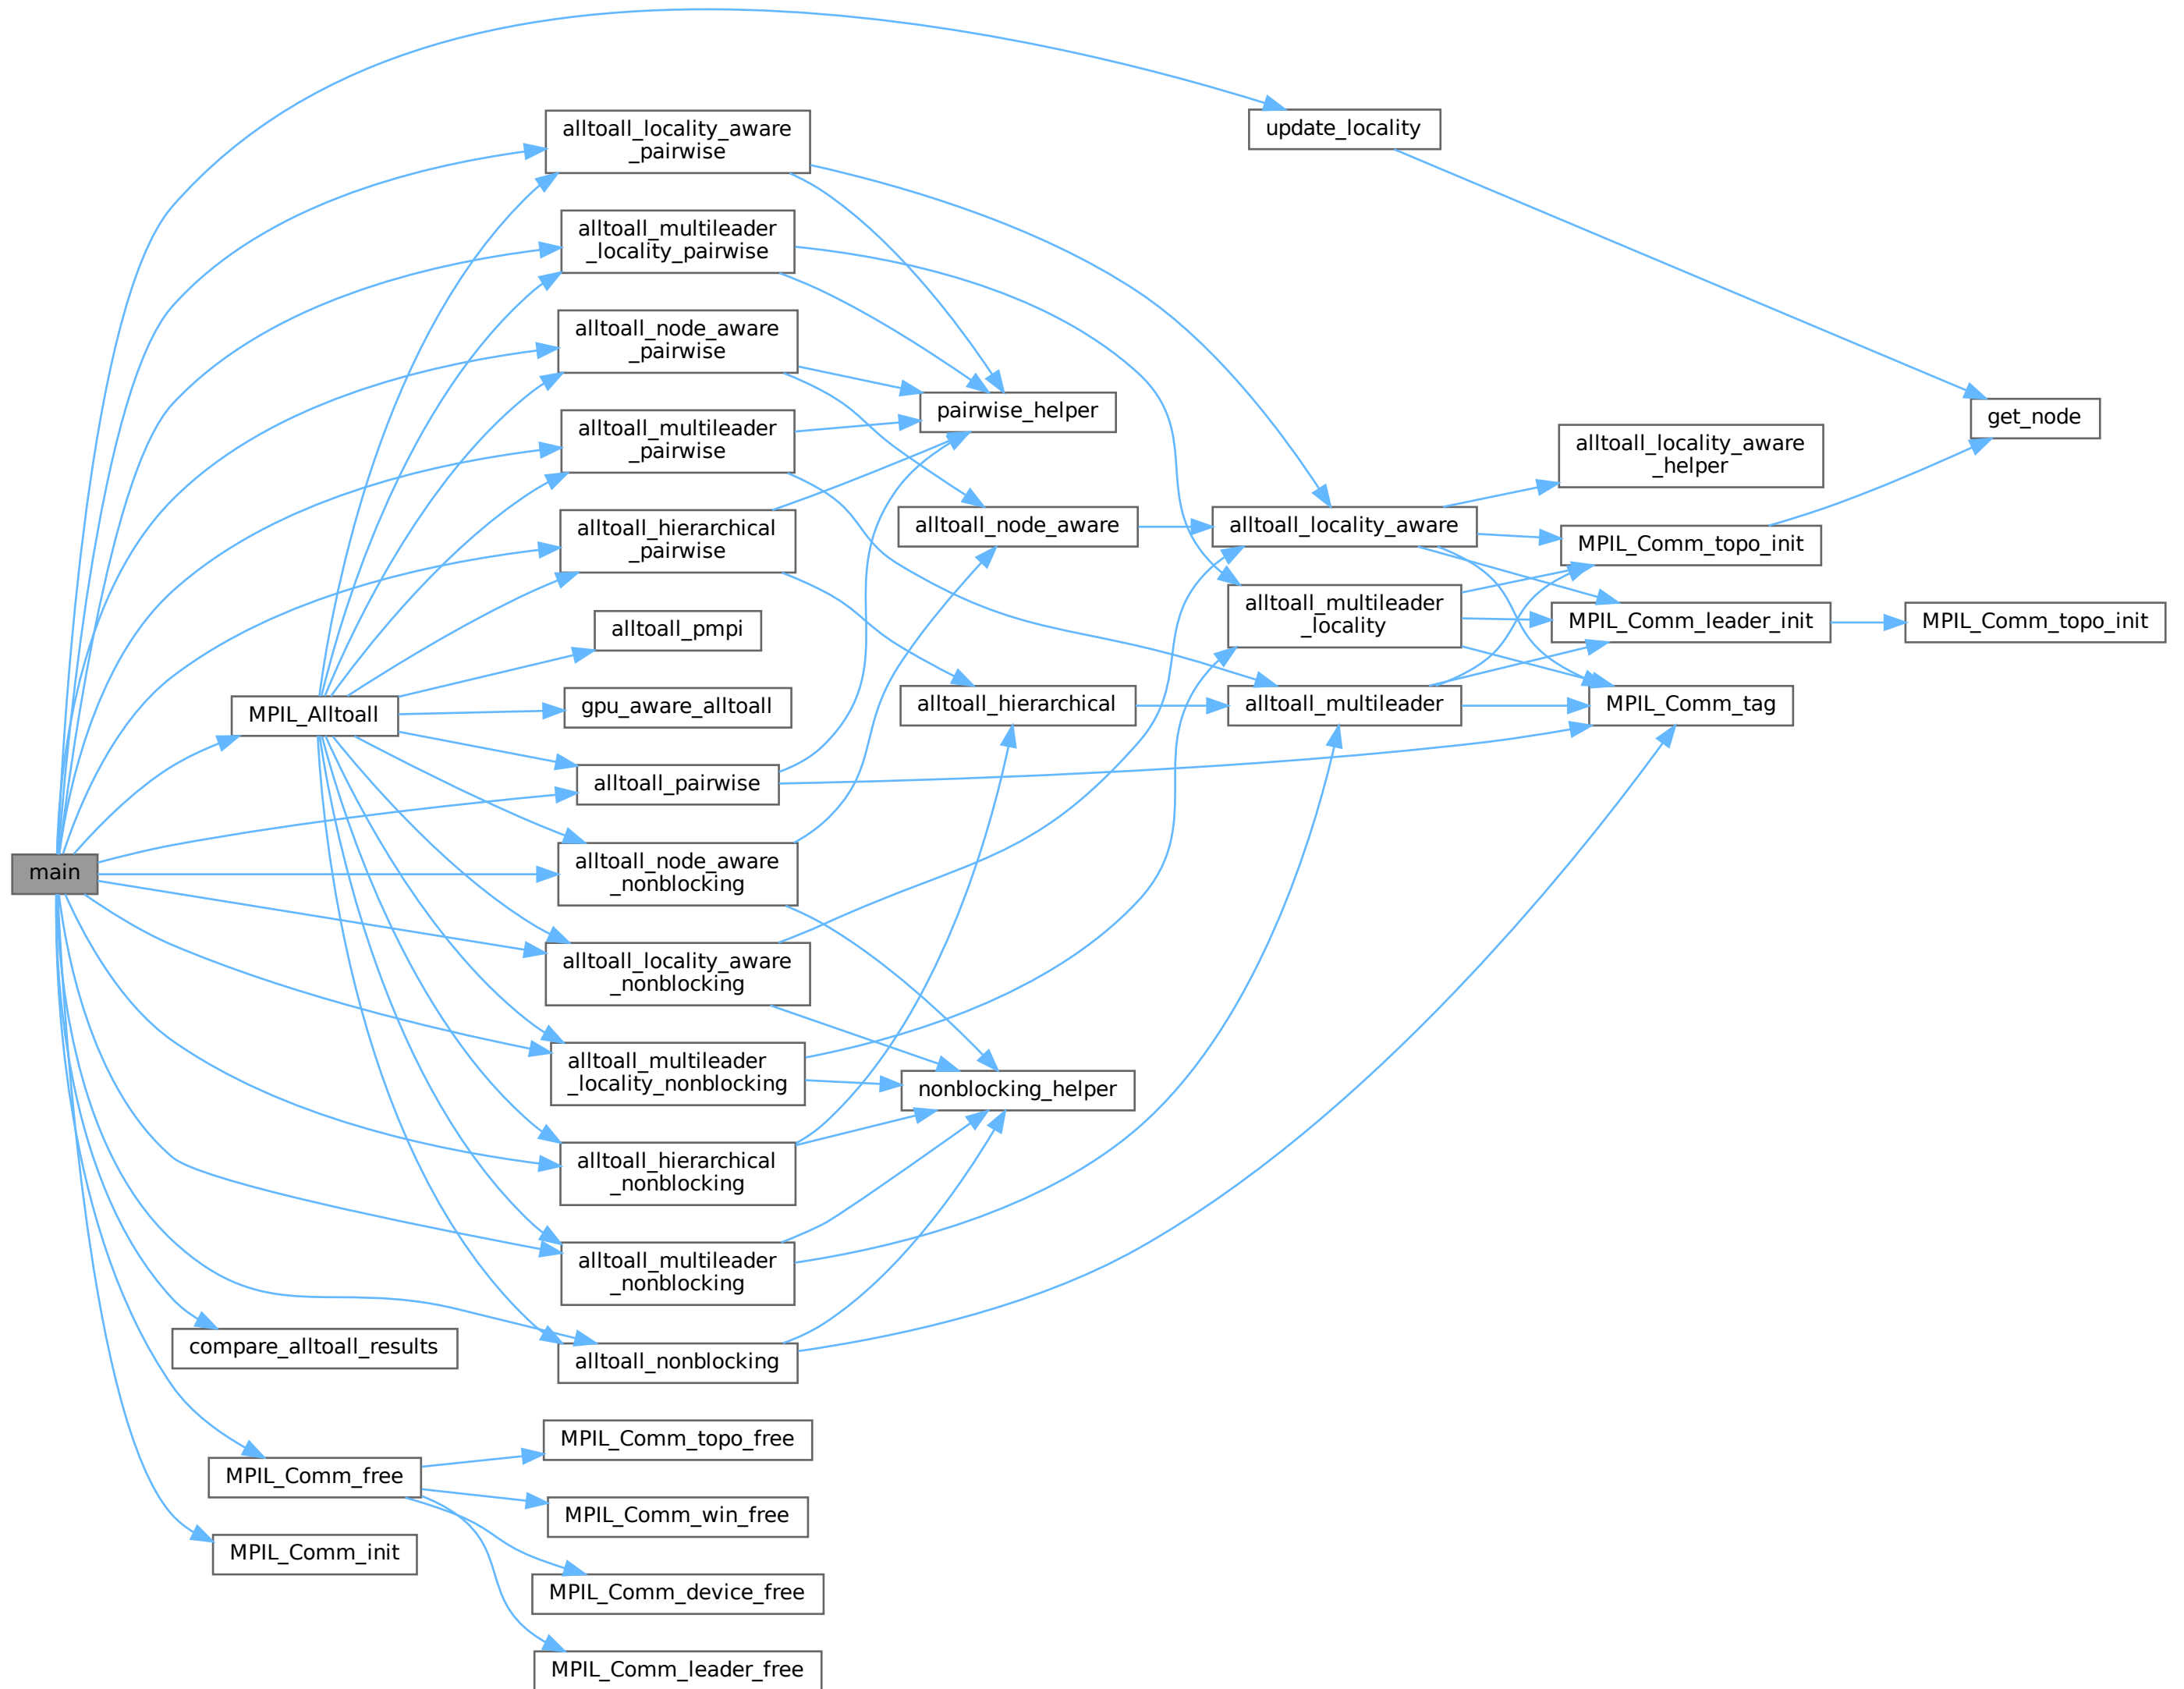 main
update_locality
alltoall_locality_aware
_pairwise
alltoall_multileader
_locality_pairwise
alltoall_node_aware
_pairwise
alltoall_multileader
_pairwise
alltoall_hierarchical
_pairwise
alltoall_pmpi
MPIL_Alltoall
gpu_aware_alltoall
alltoall_pairwise
alltoall_node_aware
_nonblocking
alltoall_locality_aware
_nonblocking
alltoall_multileader
_locality_nonblocking
alltoall_hierarchical
_nonblocking
alltoall_multileader
_nonblocking
alltoall_nonblocking
compare_alltoall_results
MPIL_Comm_free
MPIL_Comm_init
MPIL_Comm_topo_free
MPIL_Comm_win_free
MPIL_Comm_device_free
MPIL_Comm_leader_free
pairwise_helper
alltoall_node_aware
alltoall_hierarchical
nonblocking_helper
alltoall_locality_aware
alltoall_multileader
_locality
alltoall_multileader
alltoall_locality_aware
_helper
MPIL_Comm_topo_init
MPIL_Comm_leader_init
MPIL_Comm_tag
get_node
MPIL_Comm_topo_init